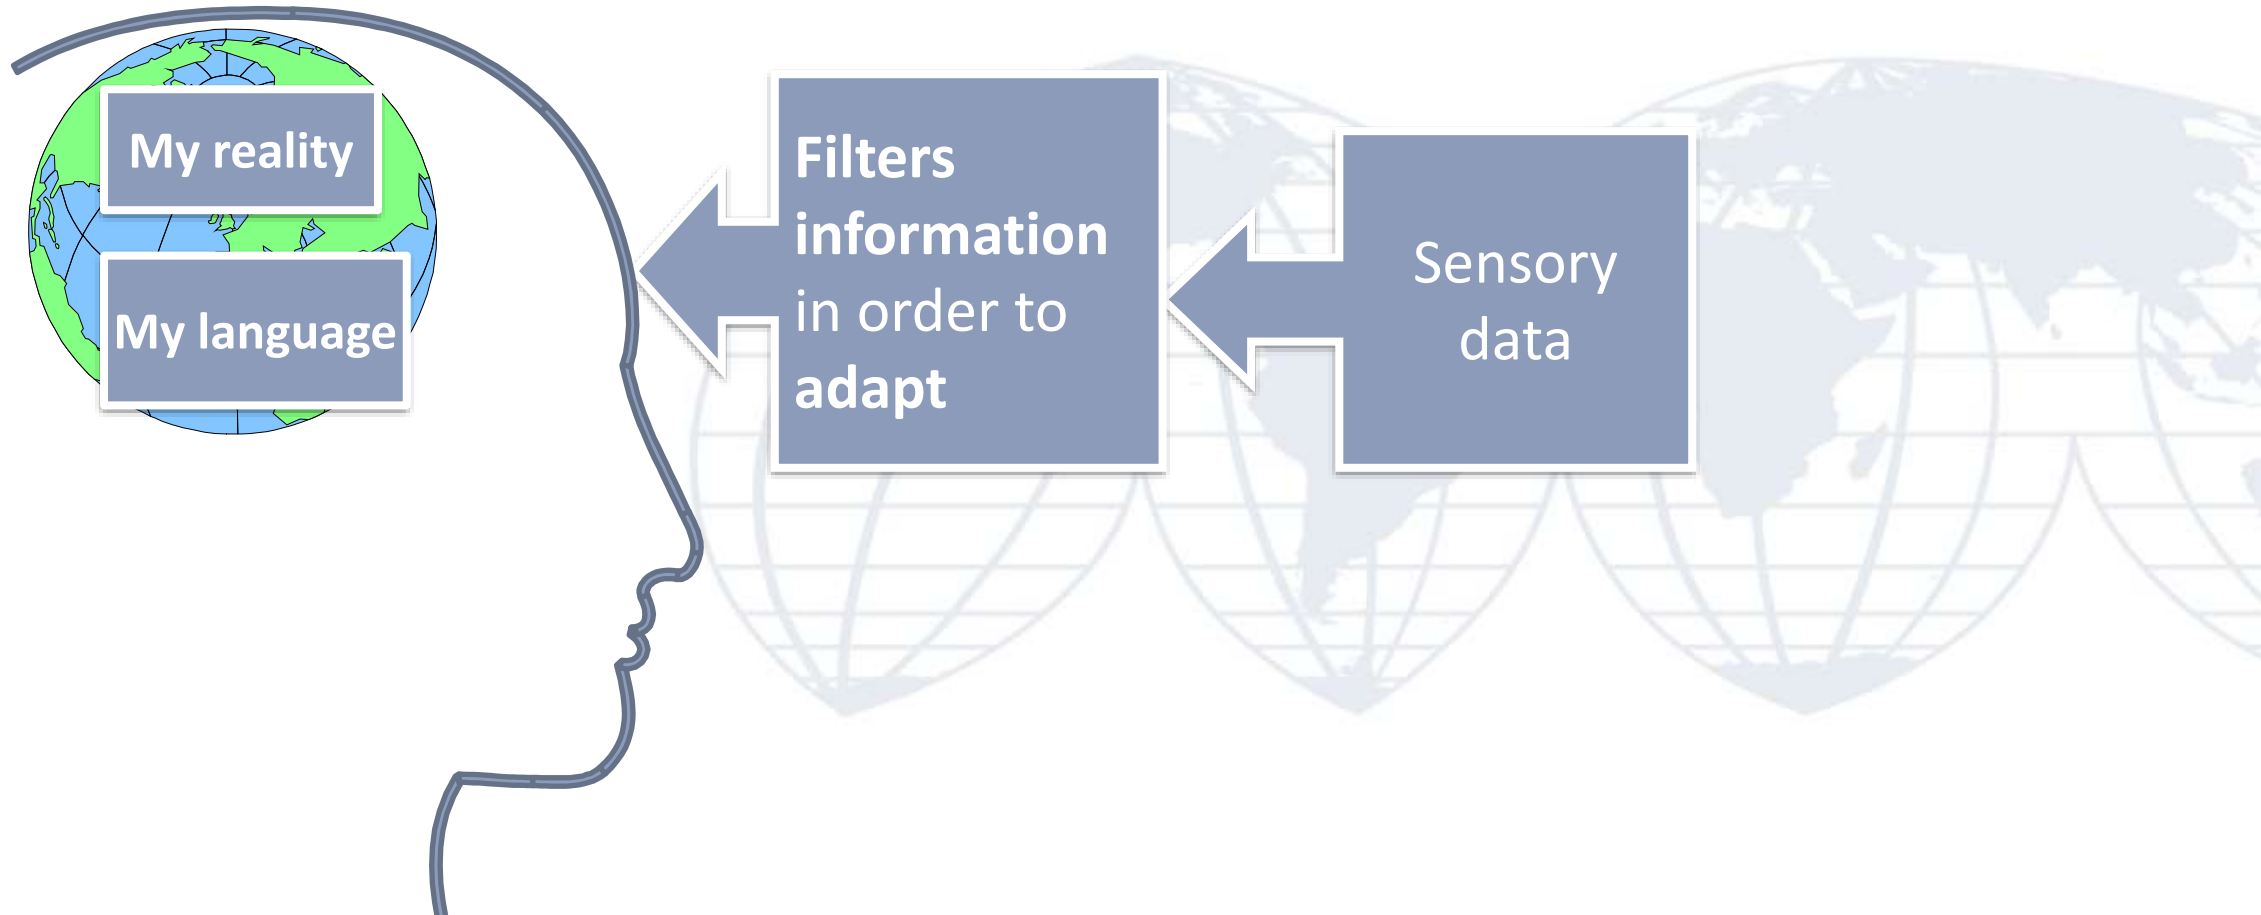 My reality
My language
Filters
information
in order to
adapt
Sensory
data